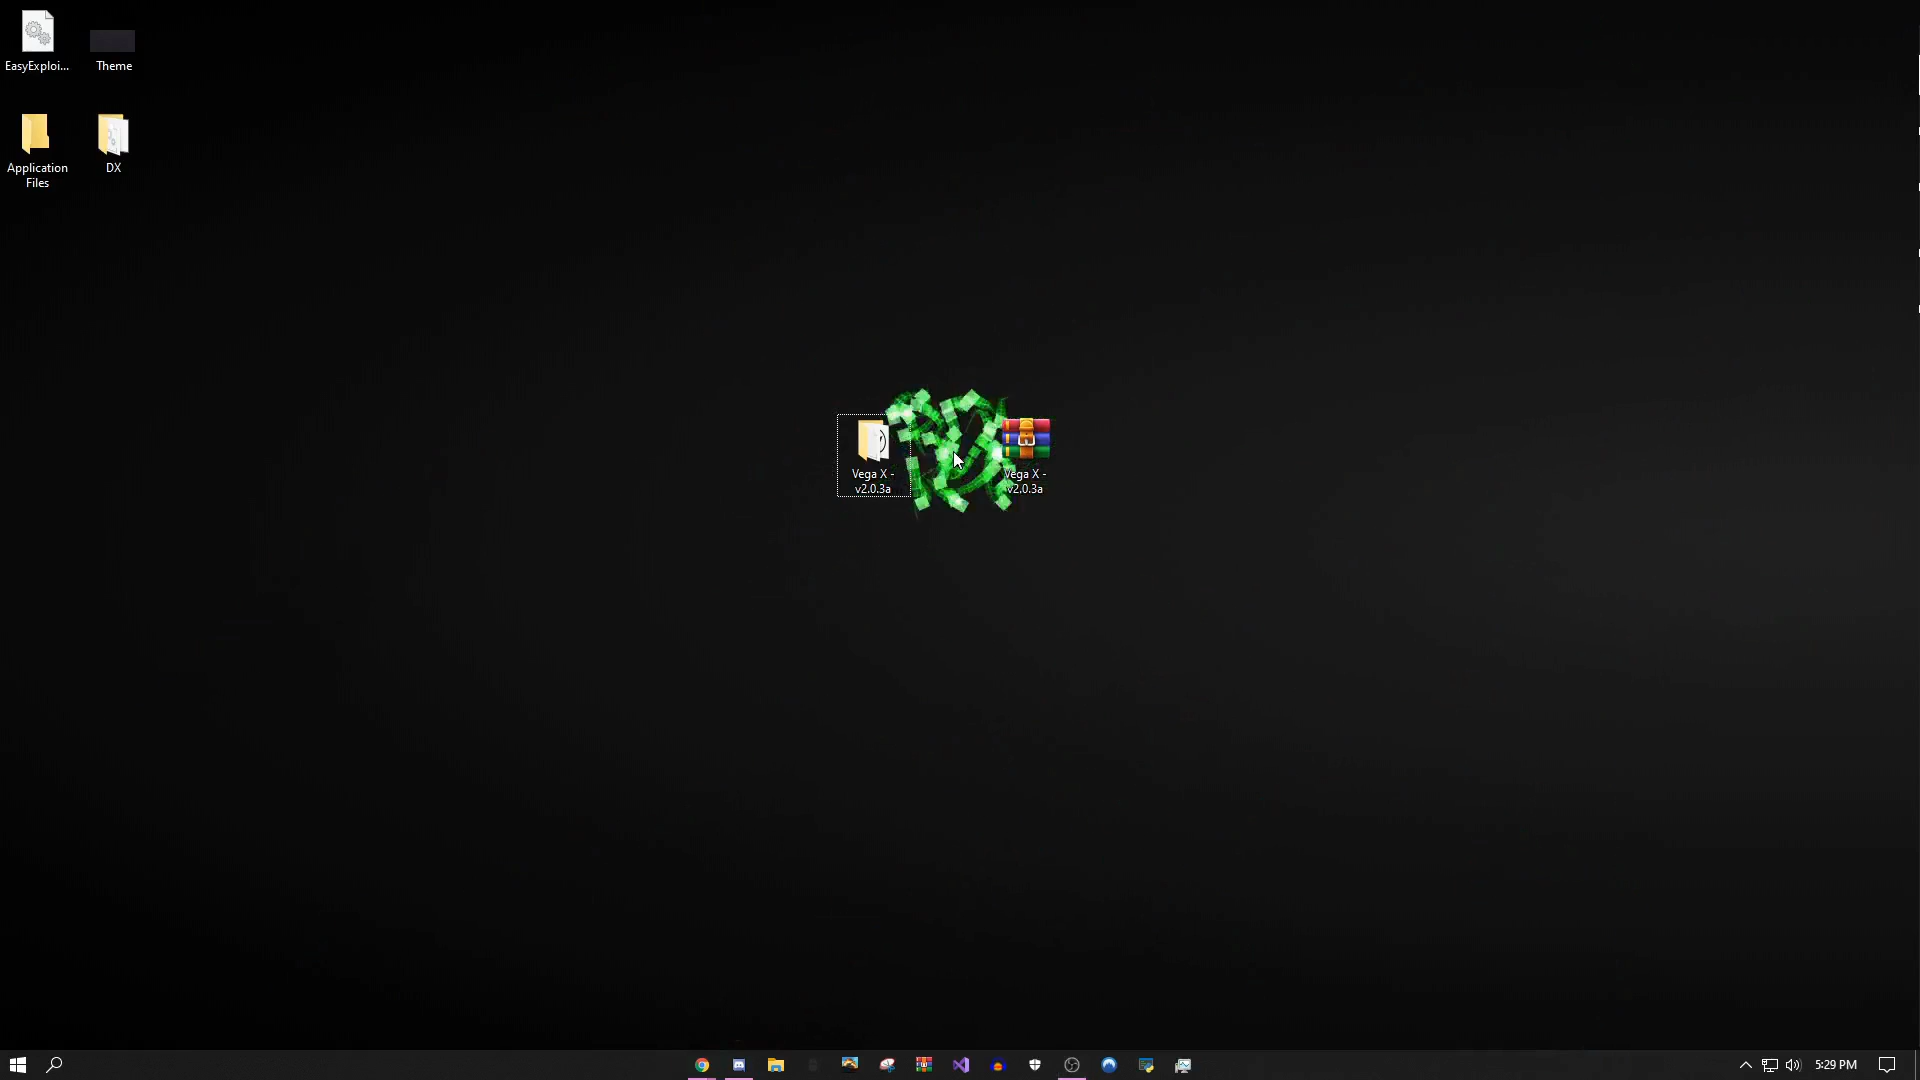 EasyExploi...
Theme
Application
Files
DX
Vega X -
v2.0.3a
Vega X -
v2.0.3a
5:29 PM